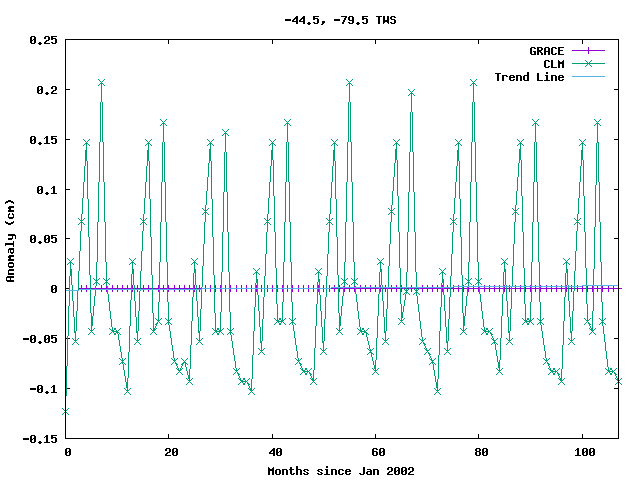 -44.5, -79.5 TWS
0.25
0.2
0.15
0.1
0.05
0
-0.05
-0.1
-0.15
Anomaly (cm)
GRACE
CLM
Trend Line
0 20 40 60 80 100
Months since Jan 2002